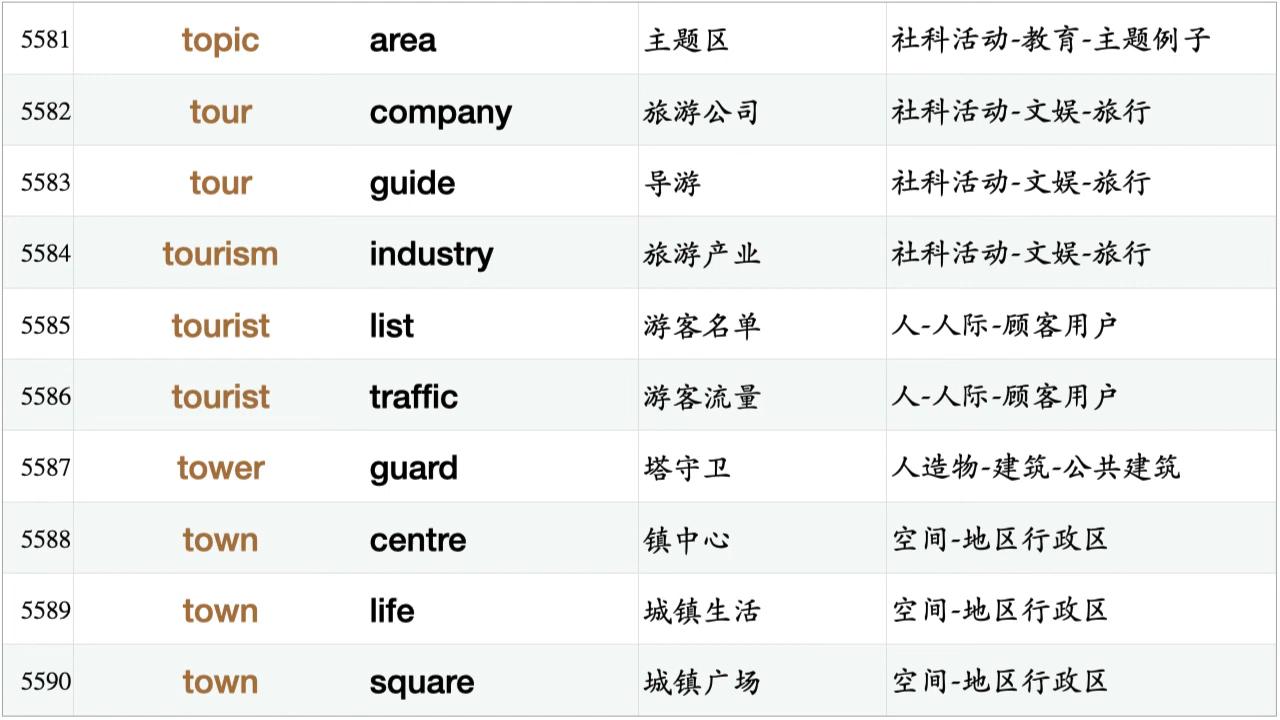 5581 topic area 主题区 社科活动-教育-主题例子
5582 tour company 旅游公司 社科活动-文娱-旅行
5583 tour guide 导游 社科活动-文娱-旅行
5584 tourism industry 旅游产业 社科活动-文娱-旅行
5585 tourist list 游客名单 人-人际-顾客用户
5586 tourist traffic 游客流量 人-人际-顾客用户
5587 tower guard 塔守卫 人造物-建筑-公共建筑
5588 town centre 镇中心 空间-地区行政区
5589 town life 城镇生活 空间-地区行政区
5590 town square 城镇广场 空间-地区行政区